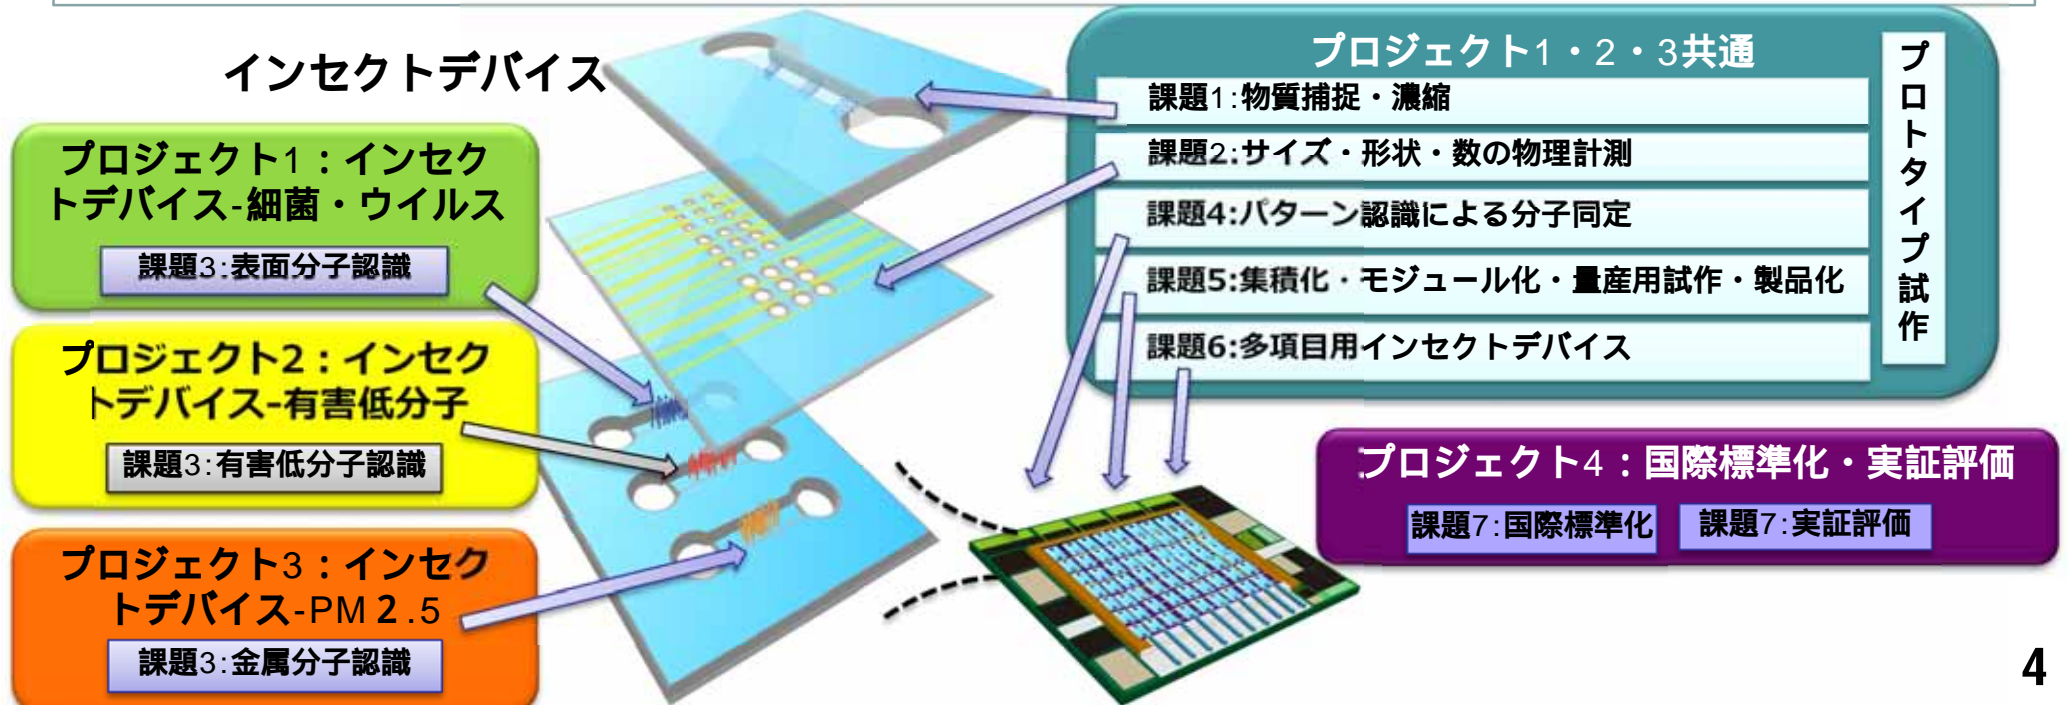 インセクトデバイス
プロジェクト1：インセク
トデバイス-細菌・ウイルス
課題3:表面分子認識
プロジェクト2：インセク
トデバイス-有害低分子
課題3:有害低分子認識
プロジェクト3：インセク
トデバイス-PM２.5
課題3:金属分子認識
プロジェクト1・2・3共通
課題1:物質捕捉・濃縮
課題2:サイズ・形状・数の物理計測
課題4:パターン認識による分子同定
課題5:集積化・モジュール化・量産用試作・製品化
課題6:多項目用インセクトデバイス
プロトタイプ試作
プロジェクト4：国際標準化・実証評価
課題7:国際標準化
課題7:実証評価
4